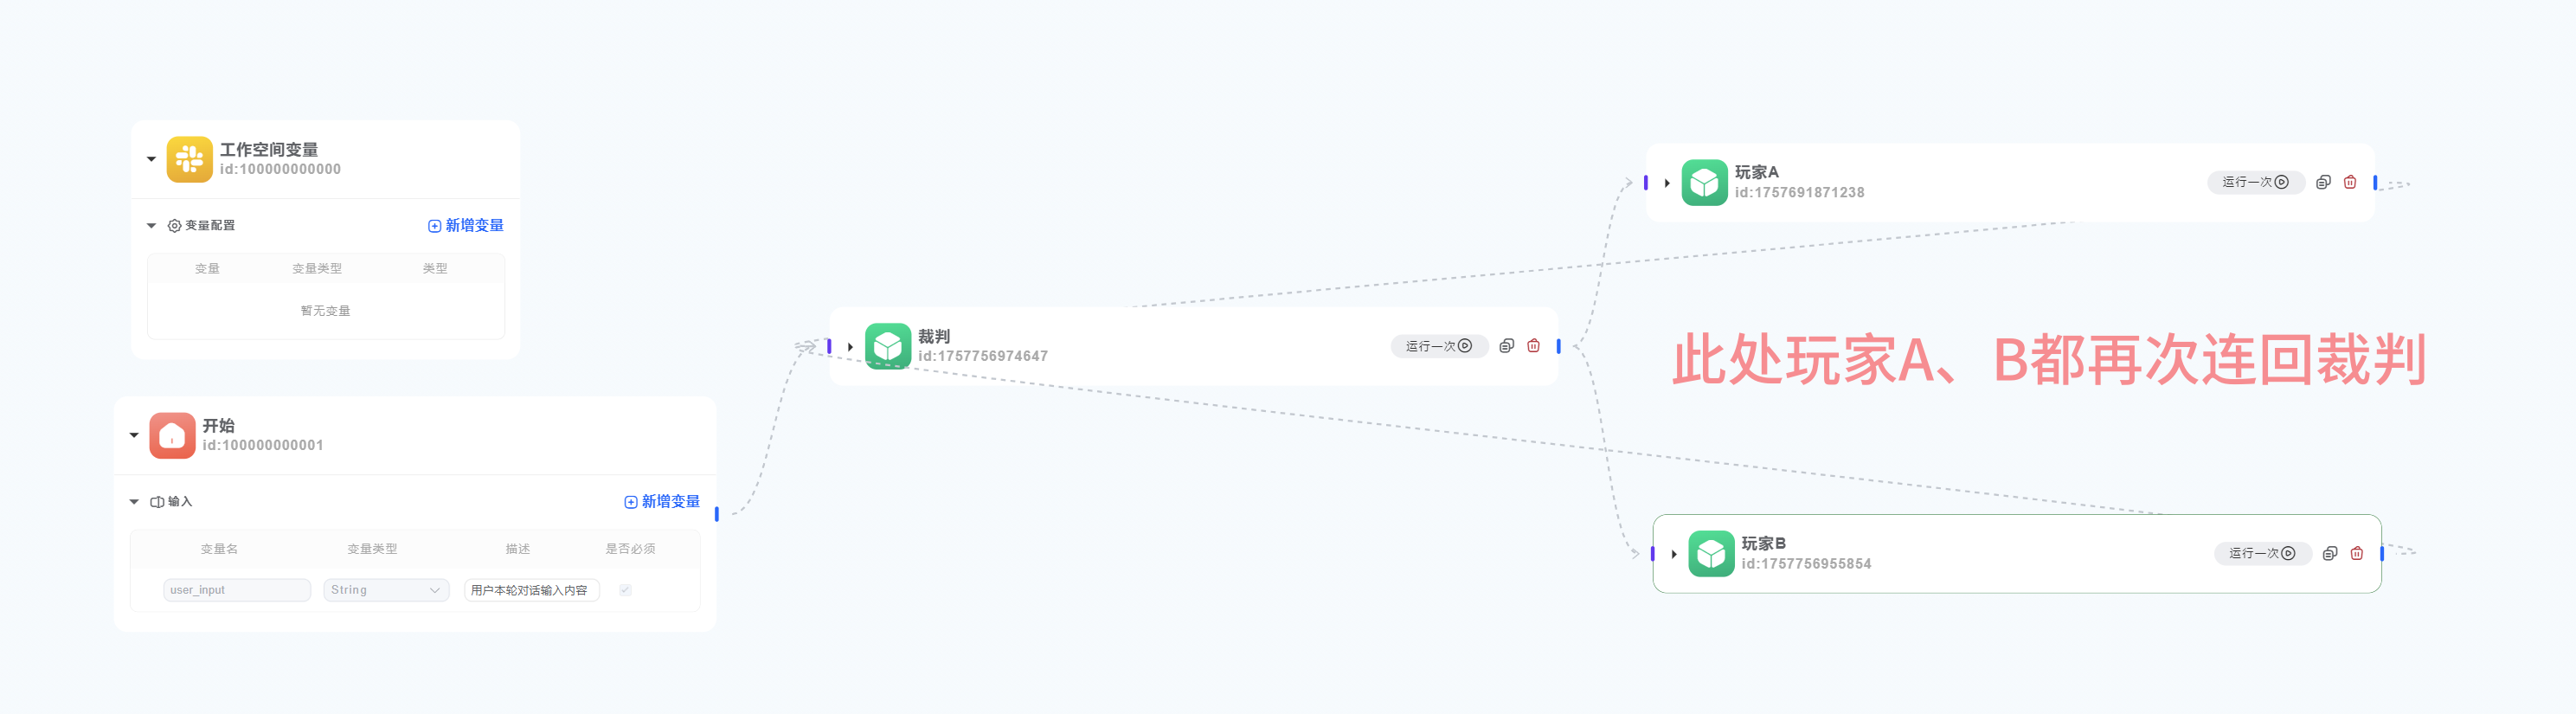 工作空间变量
id:100000000000
变量配置
新增变量
变量 变量类型 类型
暂无变量
开始
id:100000000001
输入
新增变量
变量名 变量类型 描述 是否必须
user_input String 用户本轮对话输入内容
裁判
id:1757756974647
运行一次
玩家A
id:1757691871238
运行一次
此处玩家A、B都再次连回裁判
玩家B
id:1757756955854
运行一次